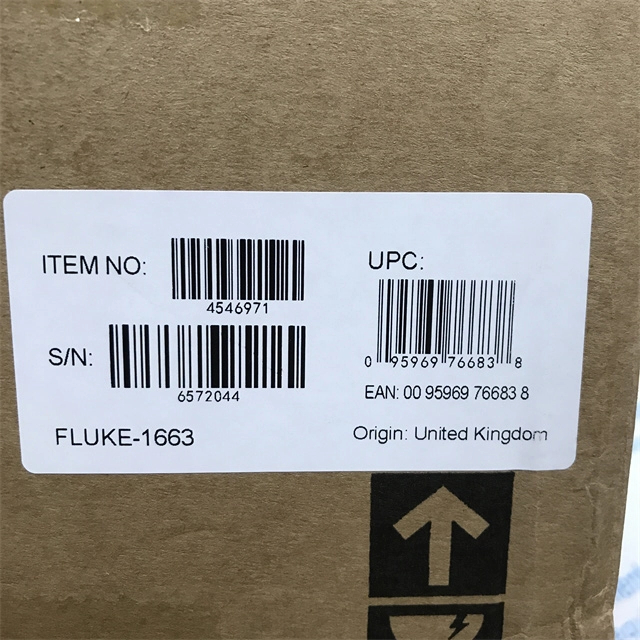 ITEM NO:
4546971
S/N:
6572044
FLUKE-1663
UPC:
0 95969 76683 8
EAN: 00 95969 76683 8
Origin: United Kingdom